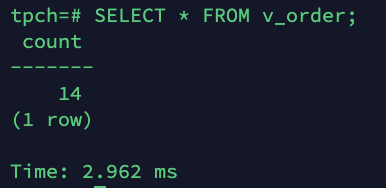 tpch=# SELECT * FROM v_order;
 count
-------
    14
(1 row)

Time: 2.962 ms